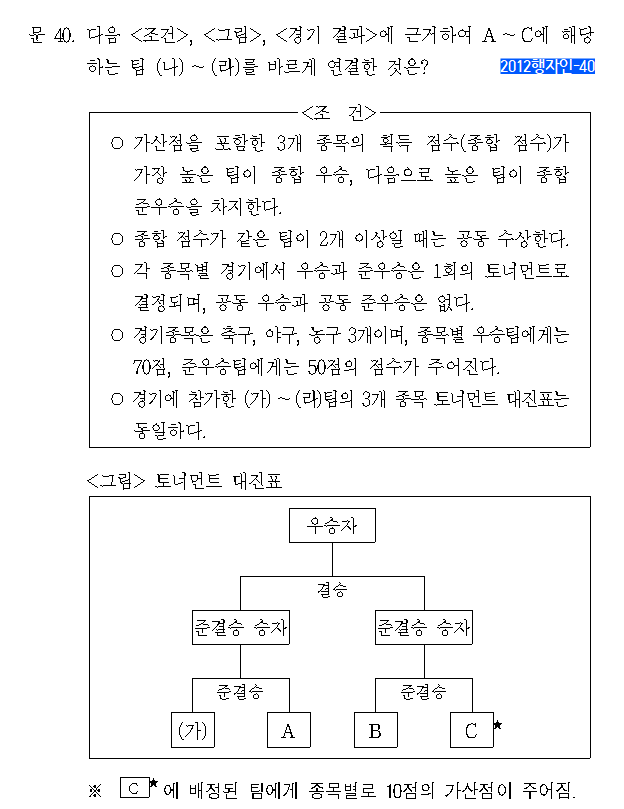 문 40. 다음 <조건>, <그림>, <경기 결과>에 근거하여 A ~ C에 해당
하는 팀 (나) ~ (라)를 바르게 연결한 것은?
2012행자인-40
<조 건>
○ 가산점을 포함한 3개 종목의 획득 점수(종합 점수)가
가장 높은 팀이 종합 우승, 다음으로 높은 팀이 종합
준우승을 차지한다.
○ 종합 점수가 같은 팀이 2개 이상일 때는 공동 수상한다.
○ 각 종목별 경기에서 우승과 준우승은 1회의 토너먼트로
결정되며, 공동 우승과 공동 준우승은 없다.
○ 경기종목은 축구, 야구, 농구 3개이며, 종목별 우승팀에게는
70점, 준우승팀에게는 50점의 점수가 주어진다.
○ 경기에 참가한 (가) ~ (라)팀의 3개 종목 토너먼트 대진표는
동일하다.
<그림> 토너먼트 대진표
우승자
결승
준결승 승자 준결승 승자
준결승 준결승
(가) A B C★
※ C★에 배정된 팀에게 종목별로 10점의 가산점이 주어짐.